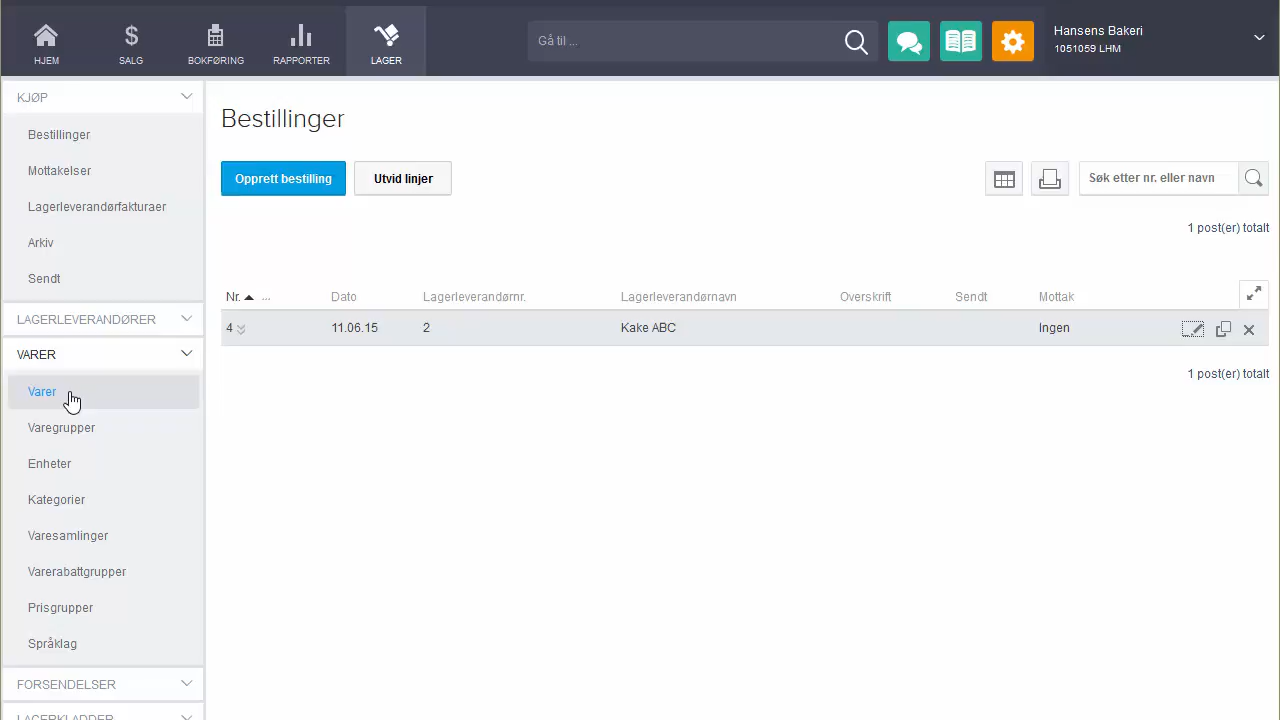 HJEM
SALG
BOKFØRING
RAPPORTER
LAGER
Gå til ...
Hansens Bakeri
1051059 LHM
KJØP
Bestillinger
Mottakelser
Lagerleverandørfakturaer
Arkiv
Sendt
LAGERLEVERANDØRER
VARER
Varer
Varegrupper
Enheter
Kategorier
Varesamlinger
Varerabattgrupper
Prisgrupper
Språklag
FORSENDELSER
LAGERKLADDER
Bestillinger
Opprett bestilling
Utvid linjer
Søk etter nr. eller navn
1 post(er) totalt
Nr. ... Dato Lagerleverandørnr. Lagerleverandørnavn Overskrift Sendt Mottak
4 11.06.15 2 Kake ABC Ingen
1 post(er) totalt